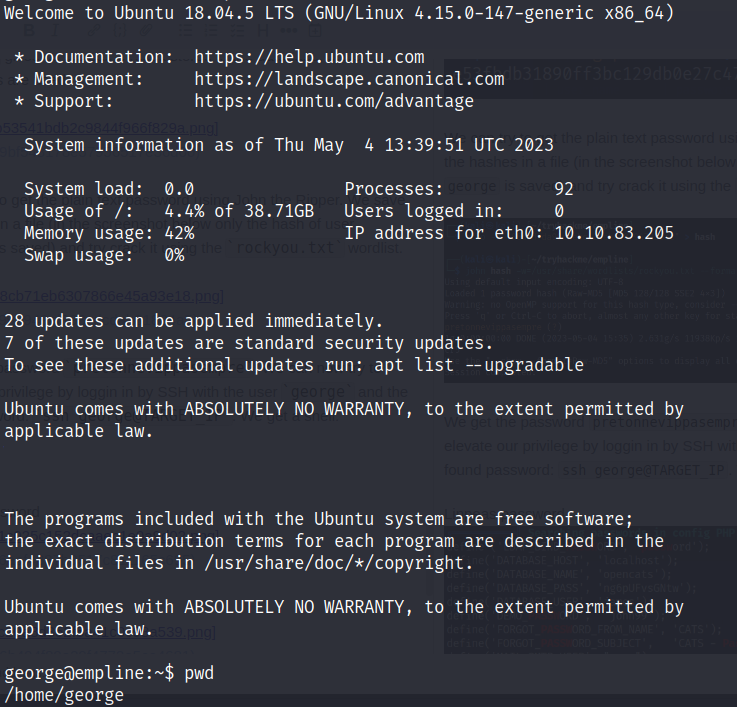 Welcome to Ubuntu 18.04.5 LTS (GNU/Linux 4.15.0-147-generic x86_64)
* Documentation:  https://help.ubuntu.com
* Management:     https://landscape.canonical.com
* Support:        https://ubuntu.com/advantage
System information as of Thu May  4 13:39:51 UTC 2023
System load:  0.0               Processes:           92
Usage of /:   4.4% of 38.71GB   Users logged in:     0
Memory usage: 42%               IP address for eth0: 10.10.83.205
Swap usage:   0%
28 updates can be applied immediately.
7 of these updates are standard security updates.
To see these additional updates run: apt list --upgradable
Ubuntu comes with ABSOLUTELY NO WARRANTY, to the extent permitted by
applicable law.
The programs included with the Ubuntu system are free software;
the exact distribution terms for each program are described in the
individual files in /usr/share/doc/*/copyright.
Ubuntu comes with ABSOLUTELY NO WARRANTY, to the extent permitted by
applicable law.
george@empline:~$ pwd
/home/george